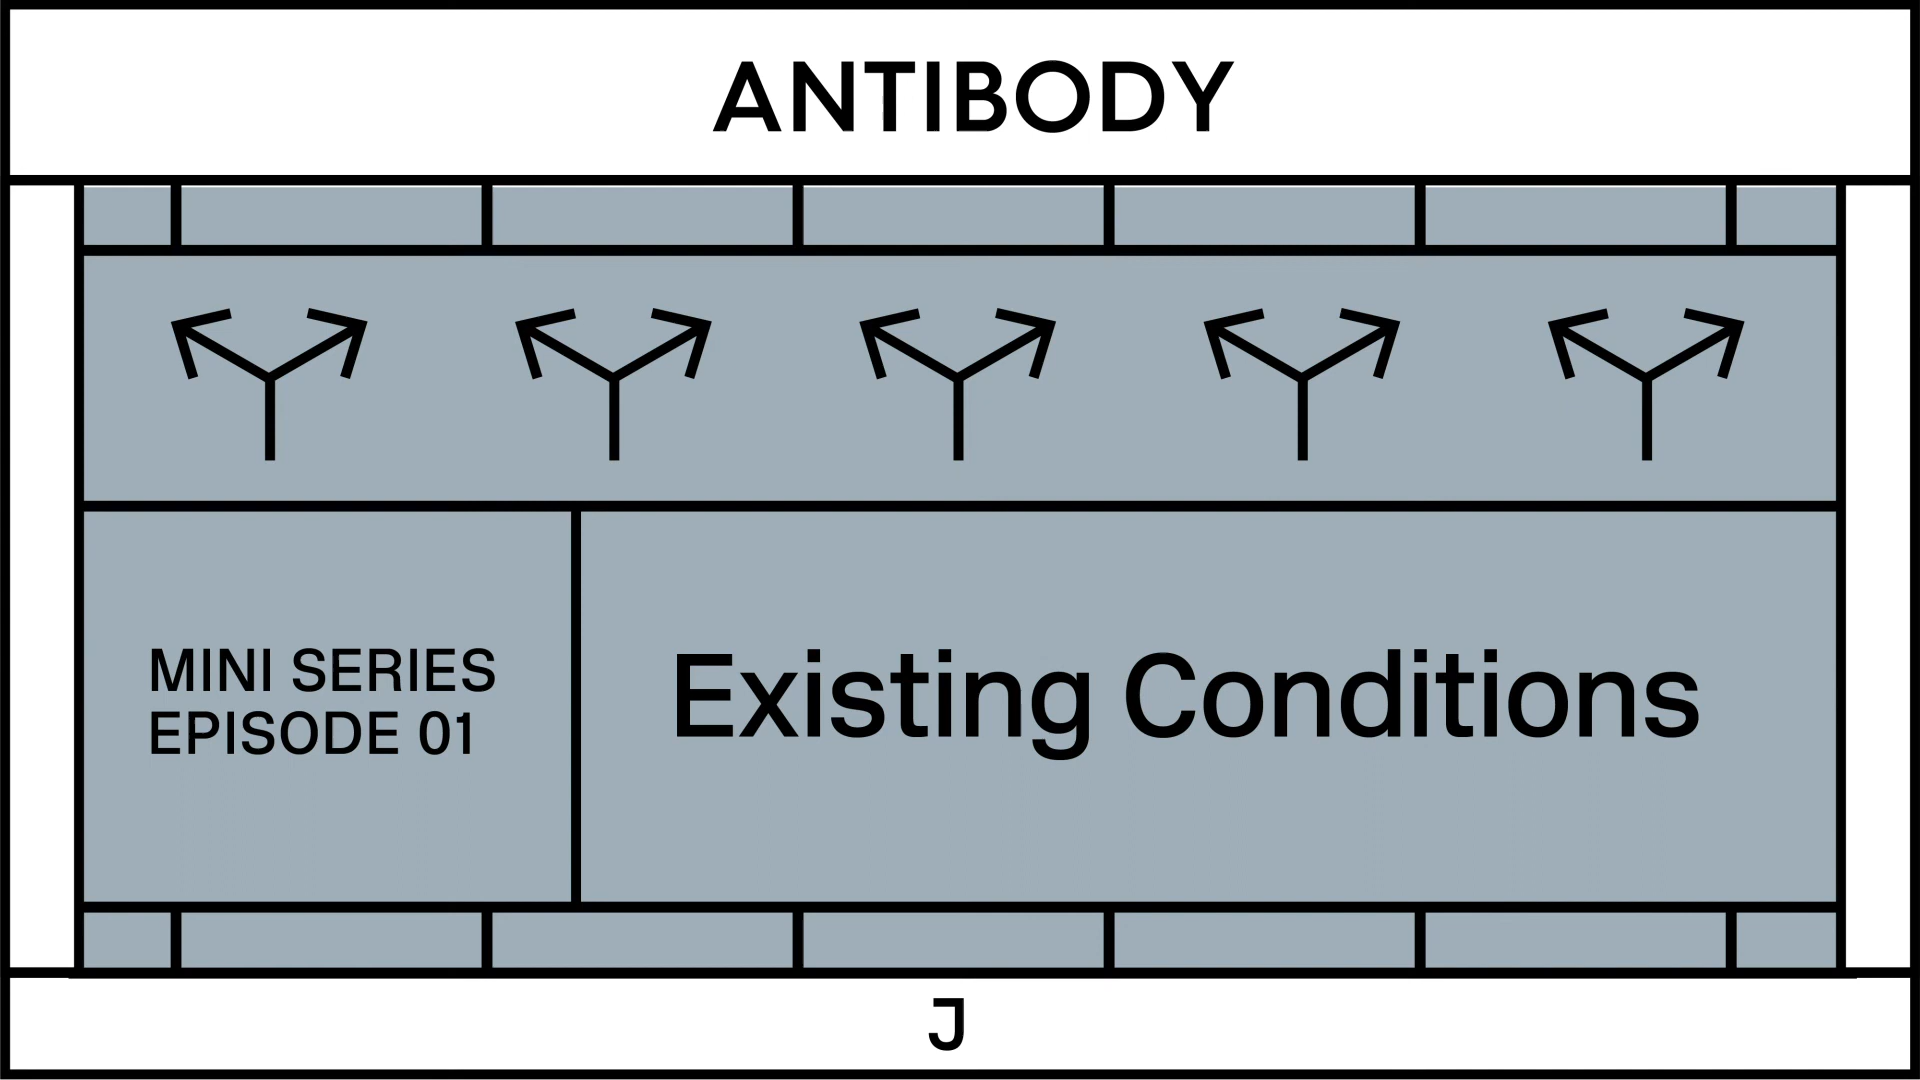 ANTIBODY
MINI SERIES
EPISODE 01
Existing Conditions
J